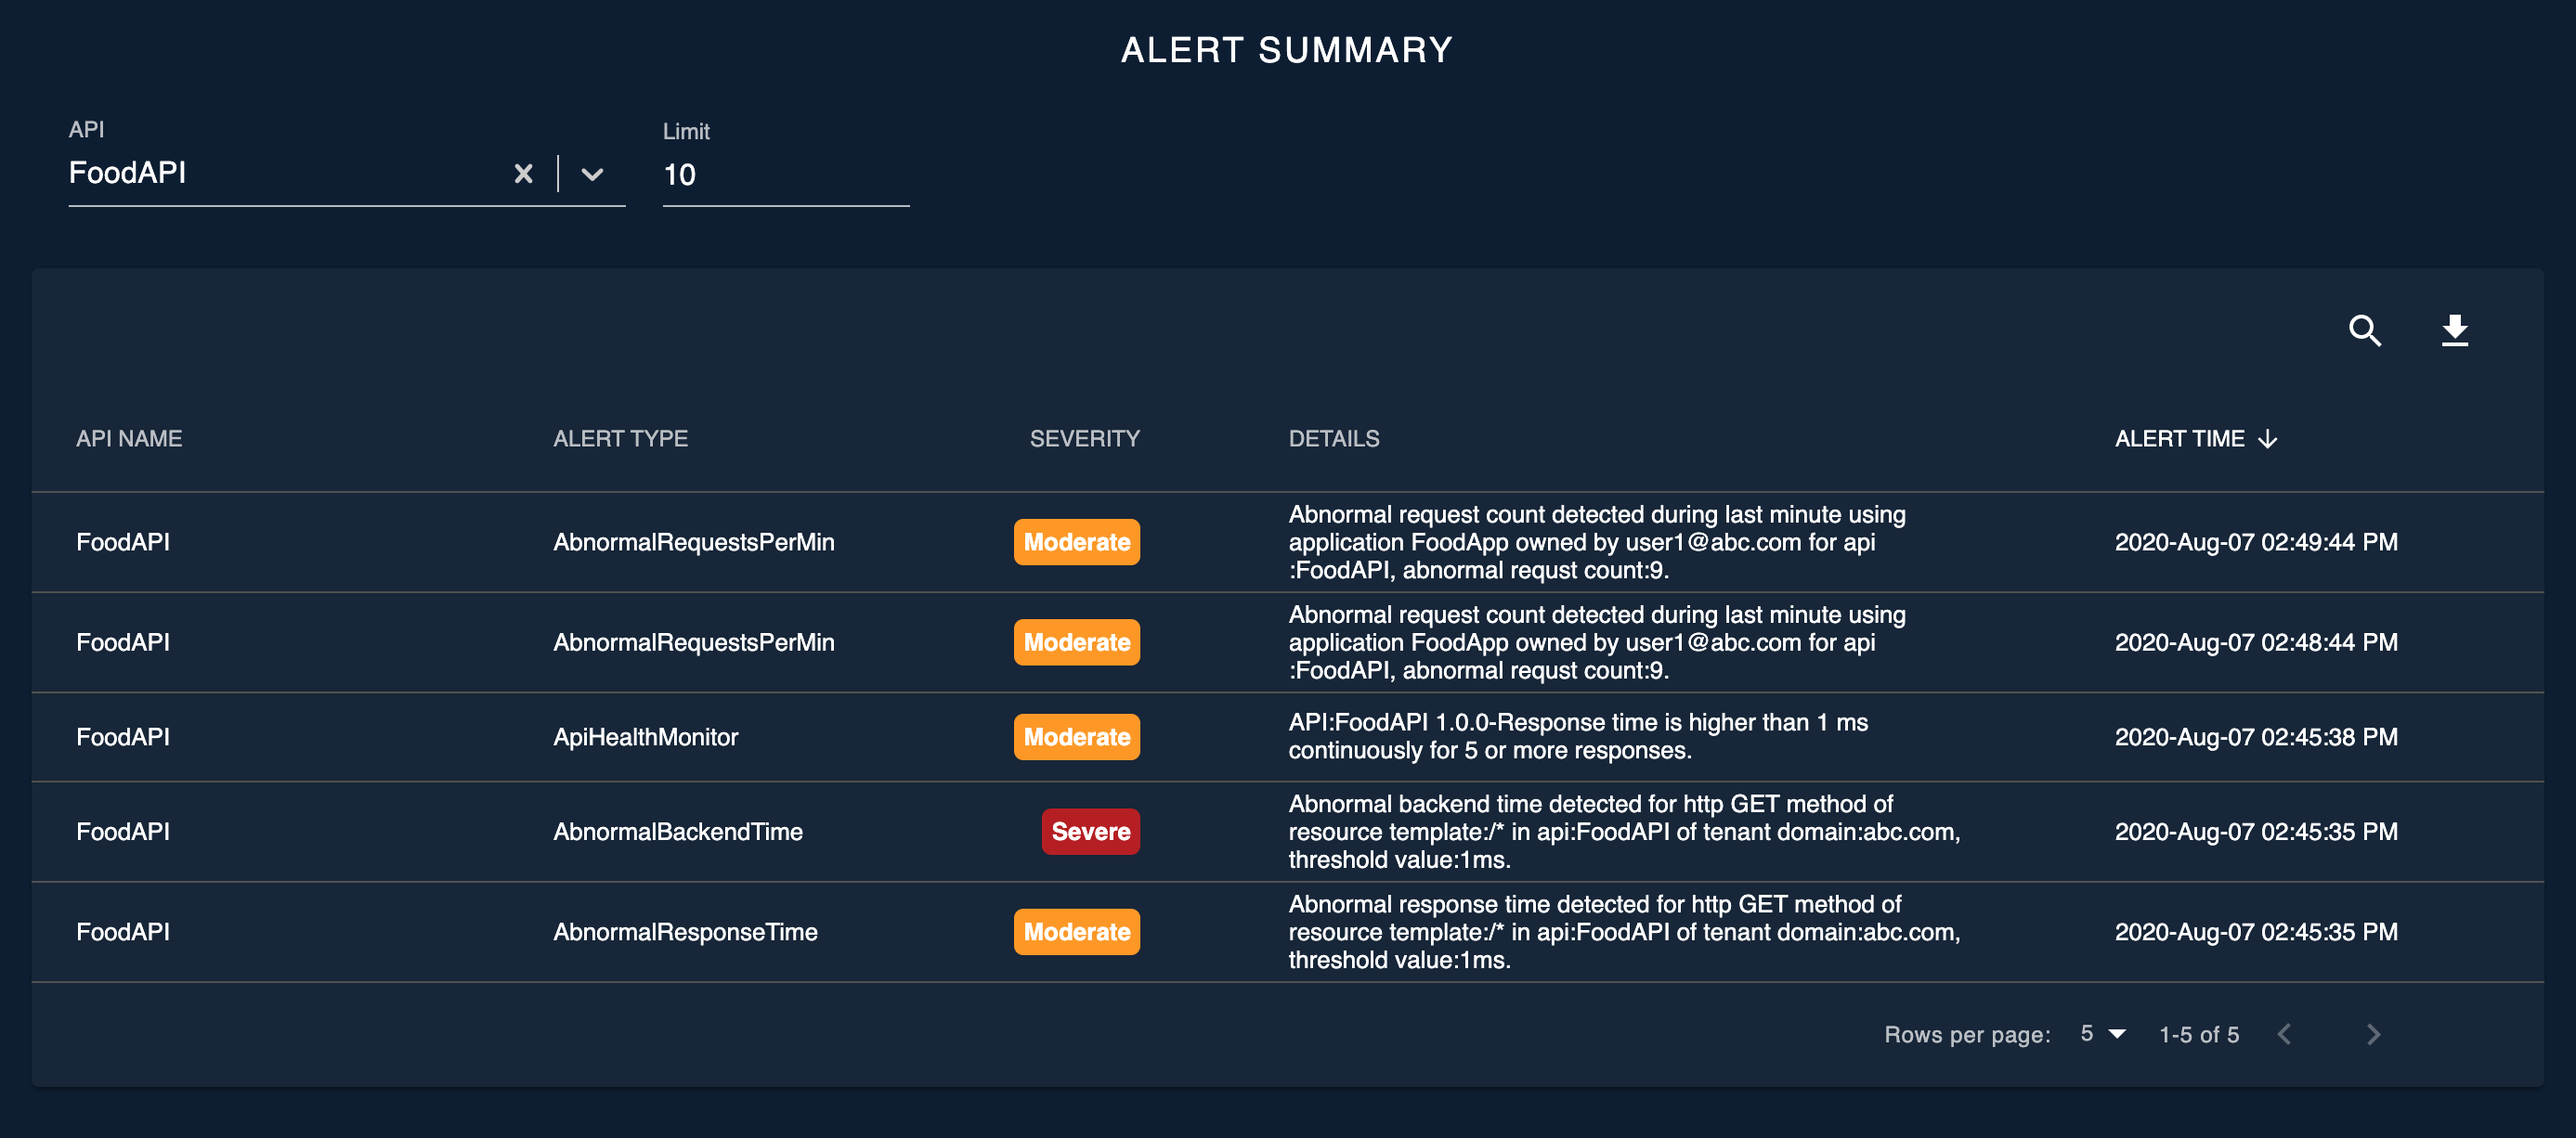 ALERT SUMMARY
API
Limit
FoodAPI
10
API NAME ALERT TYPE SEVERITY DETAILS ALERT TIME
FoodAPI AbnormalRequestsPerMin Moderate Abnormal request count detected during last minute using
application FoodApp owned by user1@abc.com for api
:FoodAPI, abnormal requst count:9.
2020-Aug-07 02:49:44 PM
FoodAPI AbnormalRequestsPerMin Moderate Abnormal request count detected during last minute using
application FoodApp owned by user1@abc.com for api
:FoodAPI, abnormal requst count:9.
2020-Aug-07 02:48:44 PM
FoodAPI ApiHealthMonitor Moderate API:FoodAPI 1.0.0-Response time is higher than 1 ms
continuously for 5 or more responses.
2020-Aug-07 02:45:38 PM
FoodAPI AbnormalBackendTime Severe Abnormal backend time detected for http GET method of
resource template:/* in api:FoodAPI of tenant domain:abc.com,
threshold value:1ms.
2020-Aug-07 02:45:35 PM
FoodAPI AbnormalResponseTime Moderate Abnormal response time detected for http GET method of
resource template:/* in api:FoodAPI of tenant domain:abc.com,
threshold value:1ms.
2020-Aug-07 02:45:35 PM
Rows per page: 5 1-5 of 5